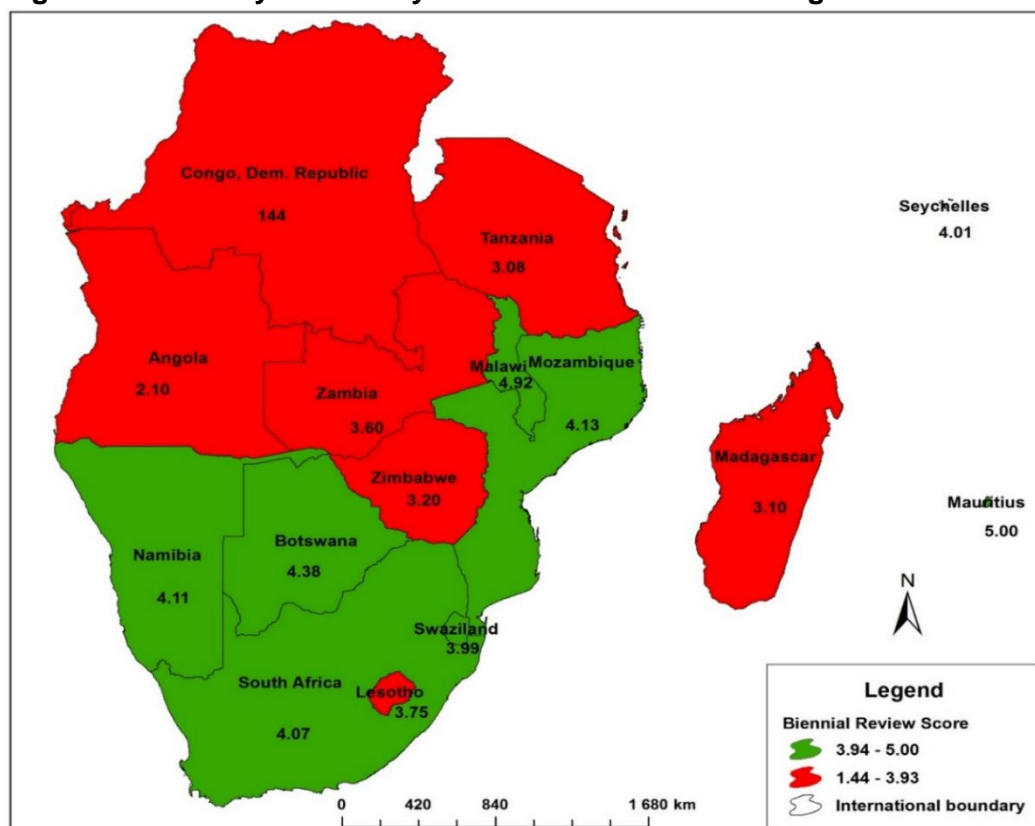 Congo, Dem. Republic
144
Seychelles
4.01
Tanzania
3.08
Angola
2.10
Malawi
4.92
Mozambique
4.13
Zambia
3.60
Zimbabwe
3.20
Madagascar
3.10
Mauritius
5.00
Namibia
4.11
Botswana
4.38
N
Swaziland
3.99
South Africa
4.07
Lesotho
3.75
Legend
Biennial Review Score
3.94 - 5.00
1.44 - 3.93
International boundary
0 420 840 1 680 km